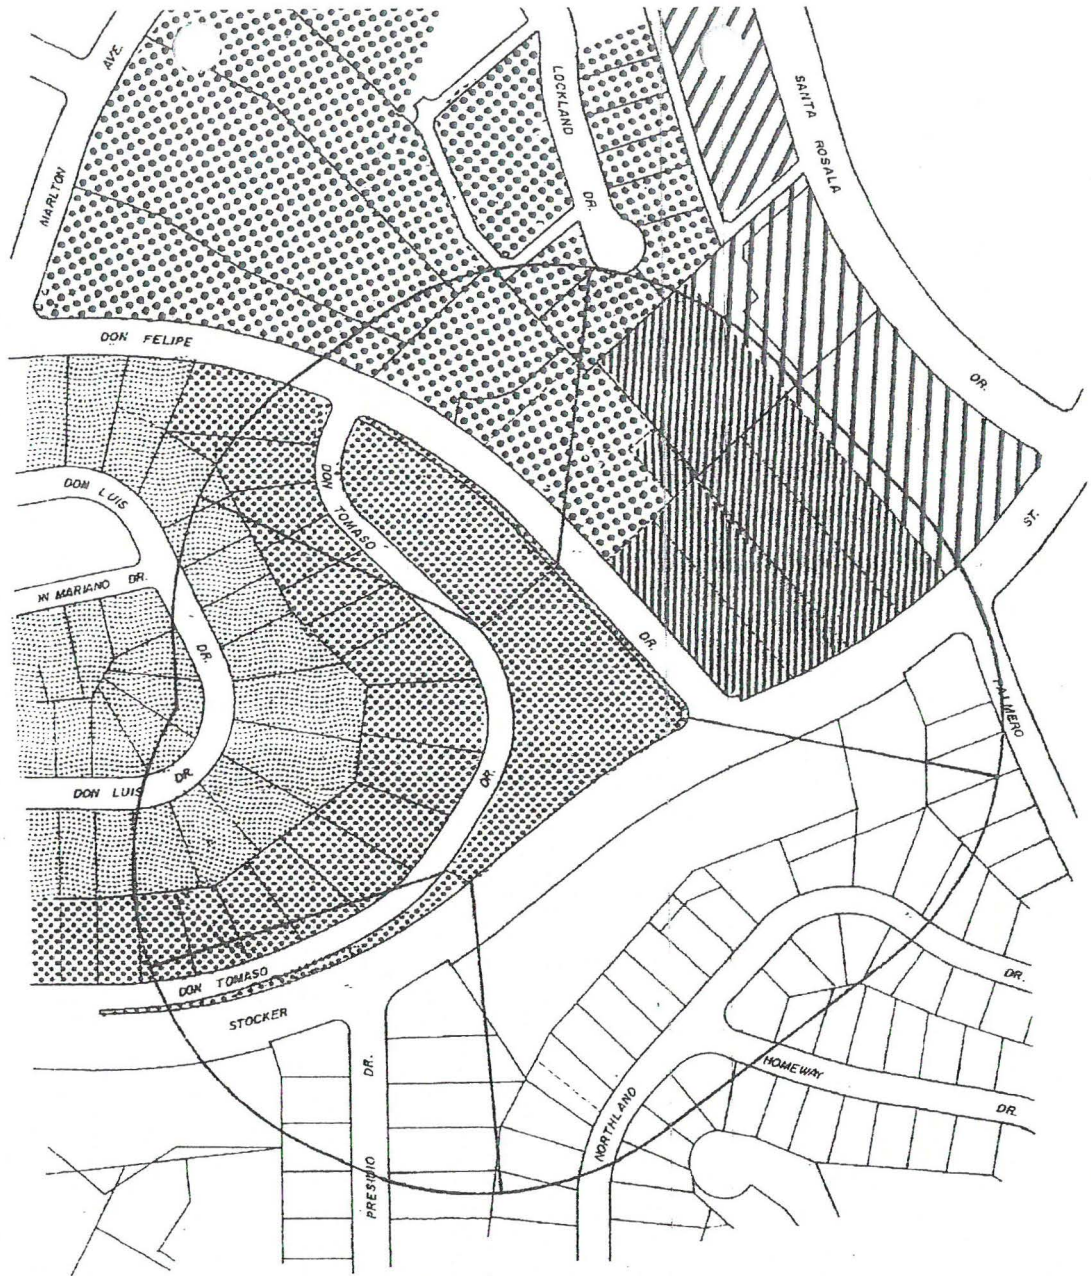 AVE.
MARLTON
LOCKLAND
DR.
SANTA ROSALA
DR.
DON FELIPE
DR.
DON LUIS
DR.
DON
TOMASO
DR.
MARIANO DR.
DON LUIS DR.
ST.
PALMERO
DON TOMASO
STOCKER
PRESIDIO DR.
NORTHLAND
HOMEWAY
DR.
DR.